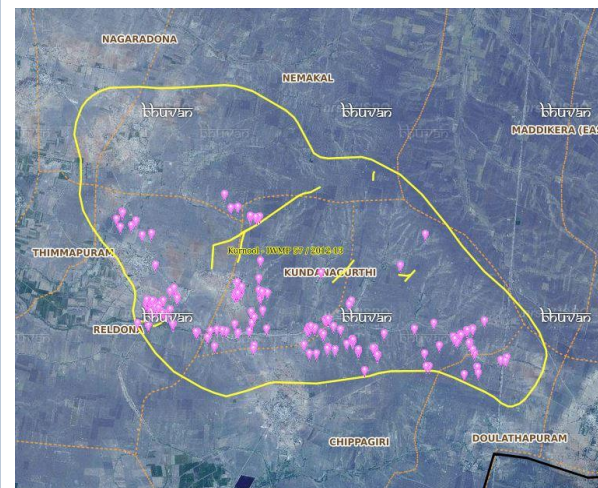 NAGARADONA
NEMAKAL
bhuvan bhuvan bhuvan
MADDIKERA (EAS
Kurnool - IWMP 57 / 2012-13
THIMMAPURAM
KUNDANAGURTHI
RELDONA
bhuvan bhuvan bhuvan
CHIPPAGIRI
DOULATHAPURAM